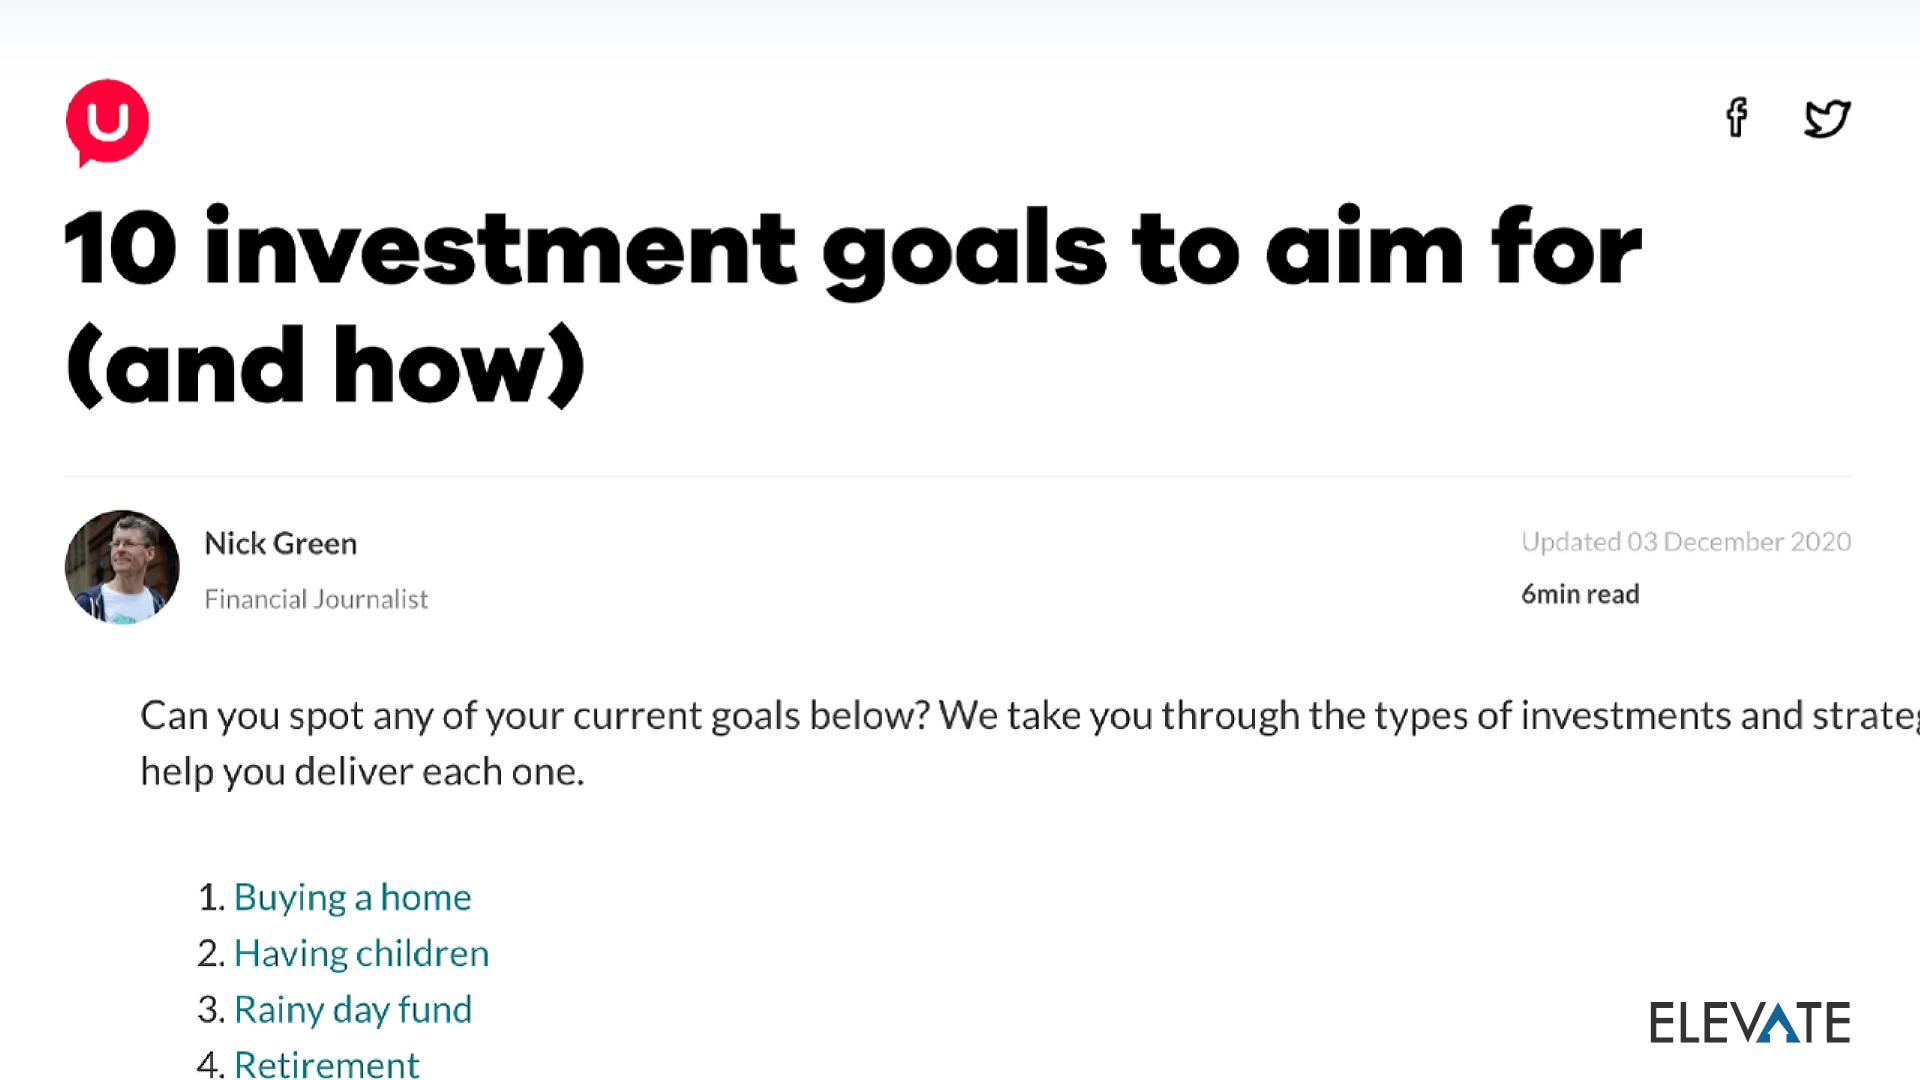 U
10 investment goals to aim for
(and how)
Nick Green
Financial Journalist
Updated 03 December 2020
6min read
Can you spot any of your current goals below? We take you through the types of investments and strateg
help you deliver each one.
1. Buying a home
2. Having children
3. Rainy day fund
4. Retirement
ELEVATE